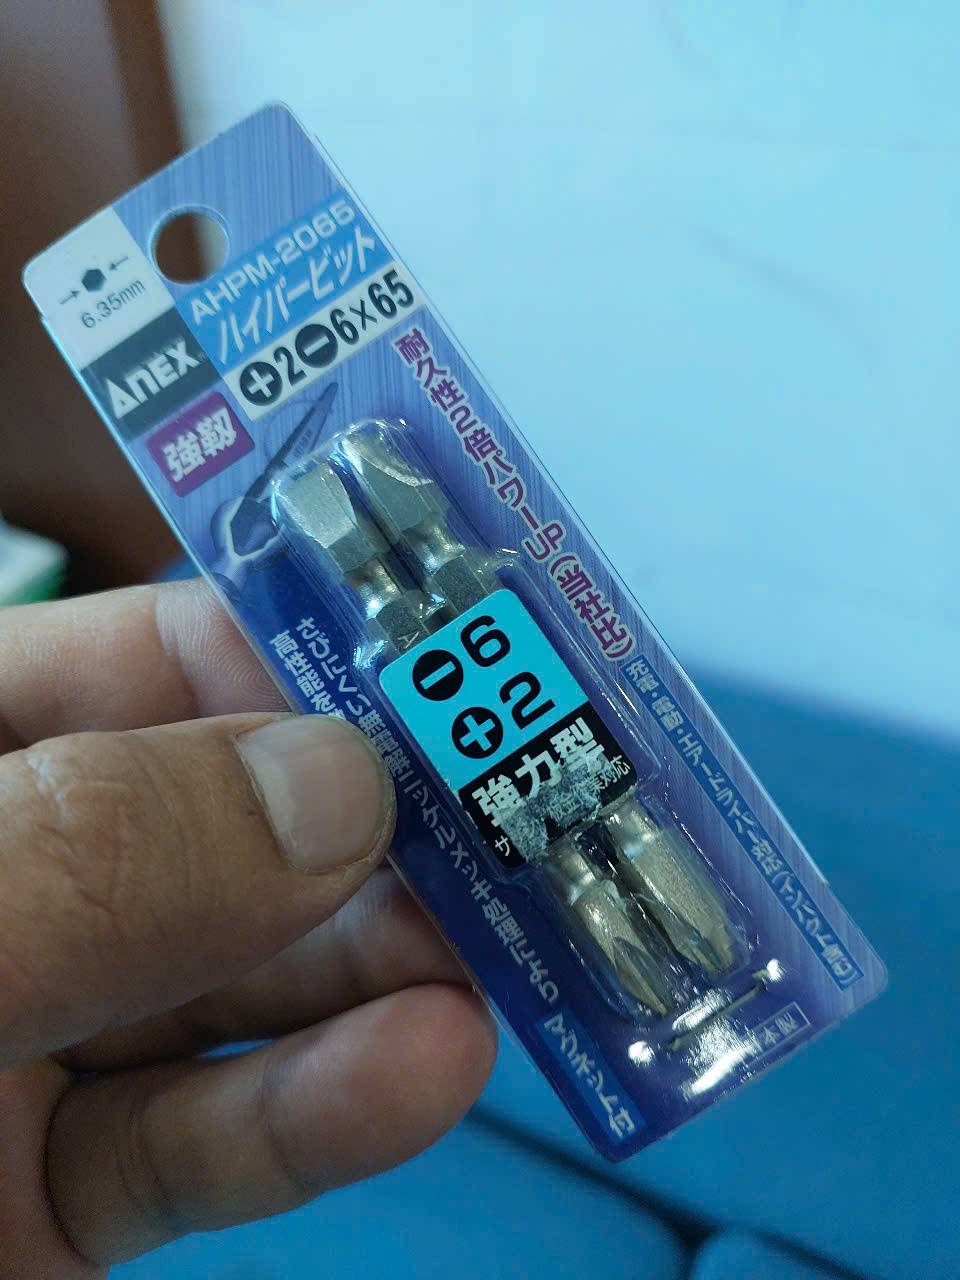 6.35mm
ANEX
AHPM-2065
ハイパービット
+2-6×65
強靱
耐久性2倍パワーUP(当社比)
-6
+2
強力型
さびにくい無電解ニッケルメッキ処理により
高性能を
マグネット付